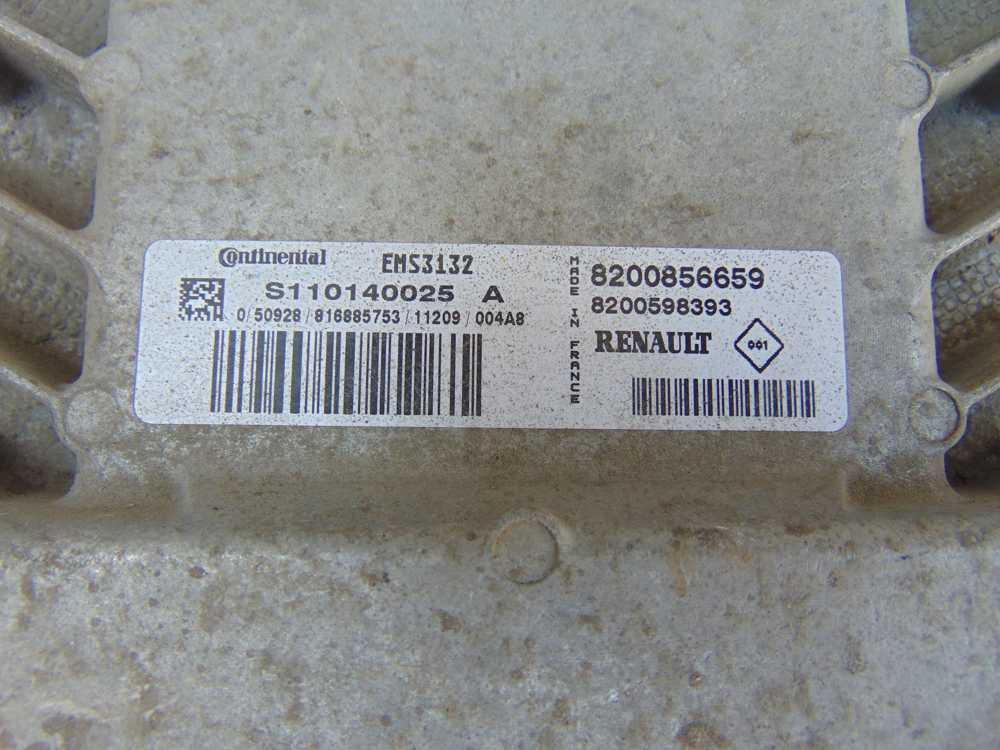 Continental EMS3132
S110140025 A
0/50928/816885753/11209/004A8
MADE IN FRANCE
8200856659
8200598393
RENAULT 001